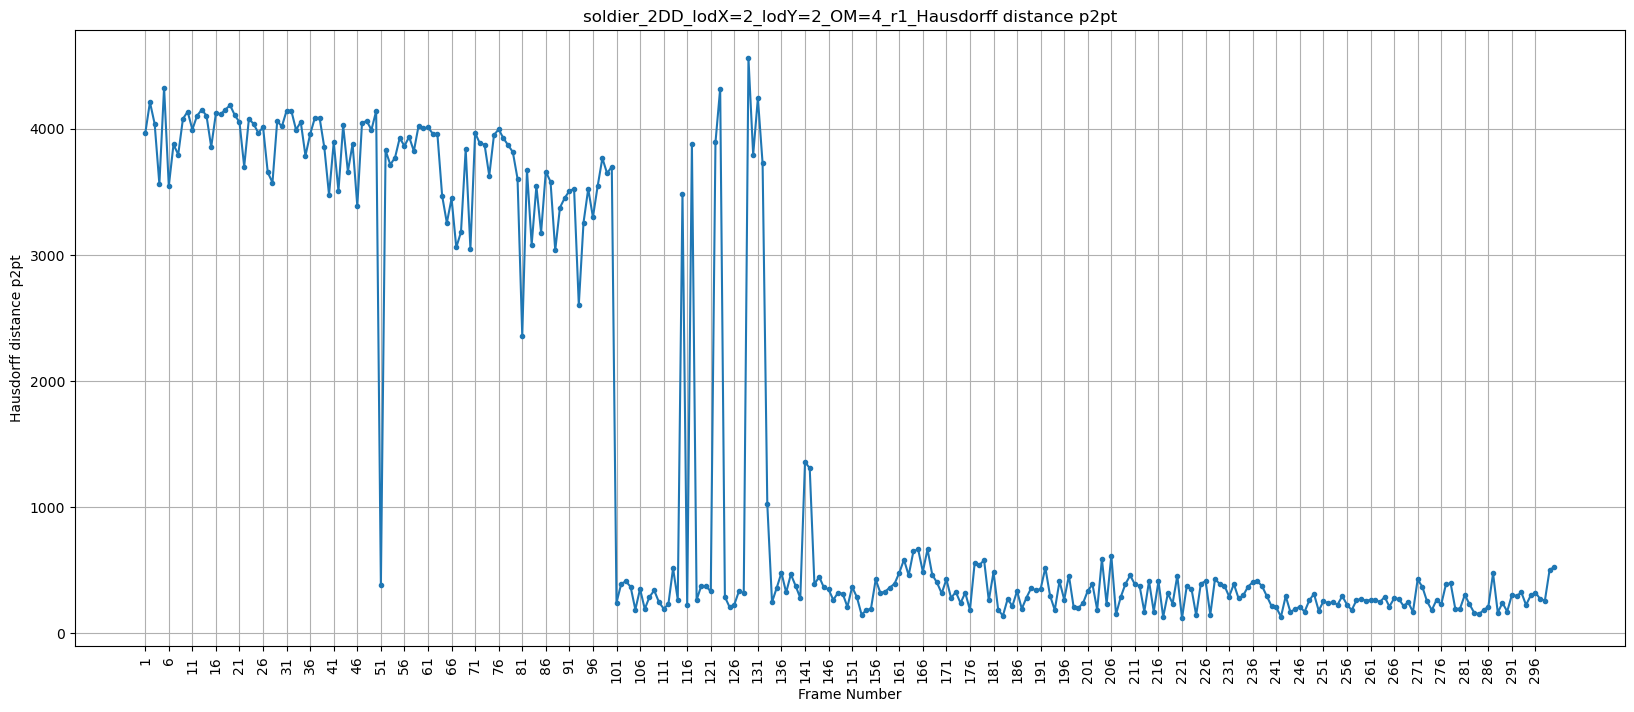 soldier_2DD_lodX=2_lodY=2_OM=4_r1_Hausdorff distance p2pt
Hausdorff distance p2pt
4000
3000
2000
1000
0
1 6 11 16 21 26 31 36 41 46 51 56 61 66 71 76 81 86 91 96 101 106 111 116 121 126 131 136 141 146 151 156 161 166 171 176 181 186 191 196 201 206 211 216 221 226 231 236 241 246 251 256 261 266 271 276 281 286 291 296
Frame Number